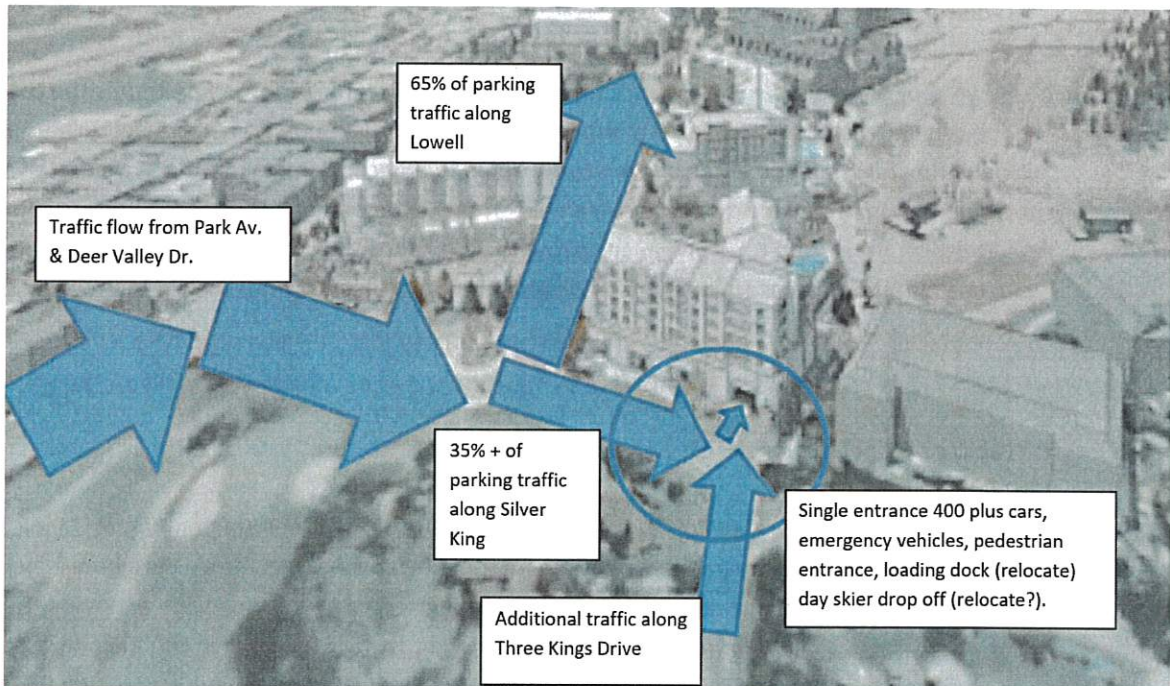 65% of parking
traffic along
Lowell
Traffic flow from Park Av.
& Deer Valley Dr.
35% + of
parking traffic
along Silver
King
Single entrance 400 plus cars,
emergency vehicles, pedestrian
entrance, loading dock (relocate)
day skier drop off (relocate?).
Additional traffic along
Three Kings Drive